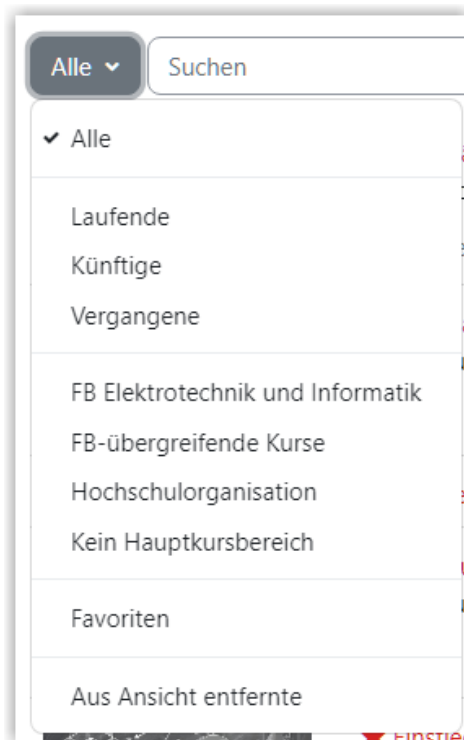 Alle
Suchen
Alle
Laufende
Künftige
Vergangene
FB Elektrotechnik und Informatik
FB-übergreifende Kurse
Hochschulorganisation
Kein Hauptkursbereich
Favoriten
Aus Ansicht entfernte